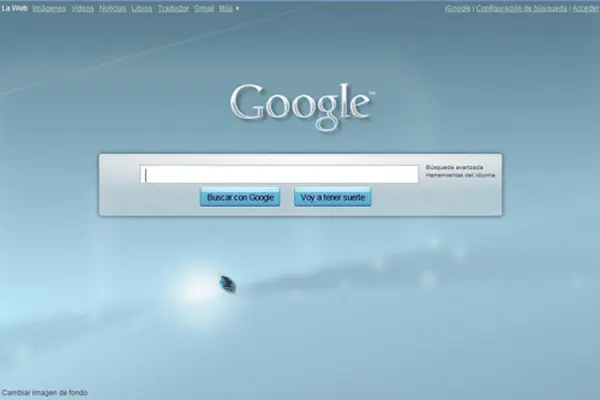 La Web Imágenes Vídeos Noticias Libros Traductor Gmail Más ▼
iGoogle | Configuración de búsqueda | Acceder
Google™
Búsqueda avanzada
Herramientas del idioma
Buscar con Google
Voy a tener suerte
Cambiar imagen de fondo